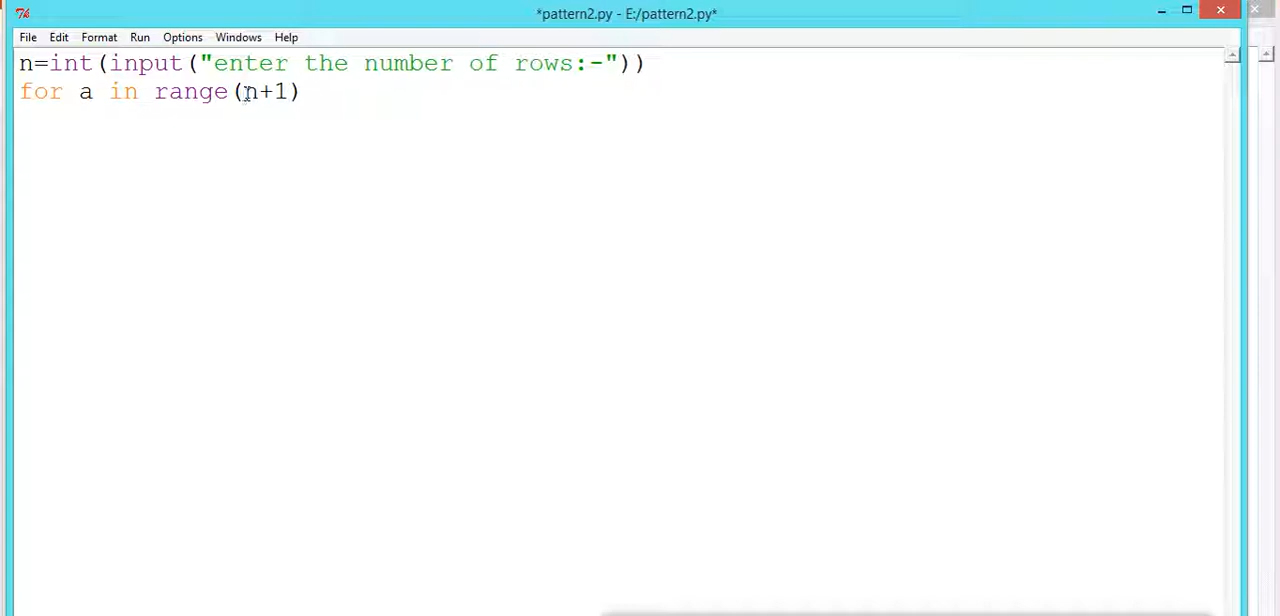 *pattern2.py - E:/pattern2.py*
File Edit Format Run Options Windows Help
n=int(input("enter the number of rows:-"))
for a in range(n+1)